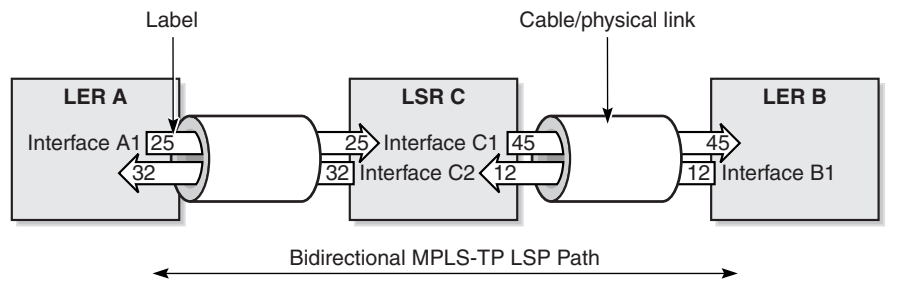 Label
Cable/physical link
LER A
LSR C
LER B
Interface A1
25
25
Interface C1
45
45
32
32
Interface C2
12
12
Interface B1
Bidirectional MPLS-TP LSP Path